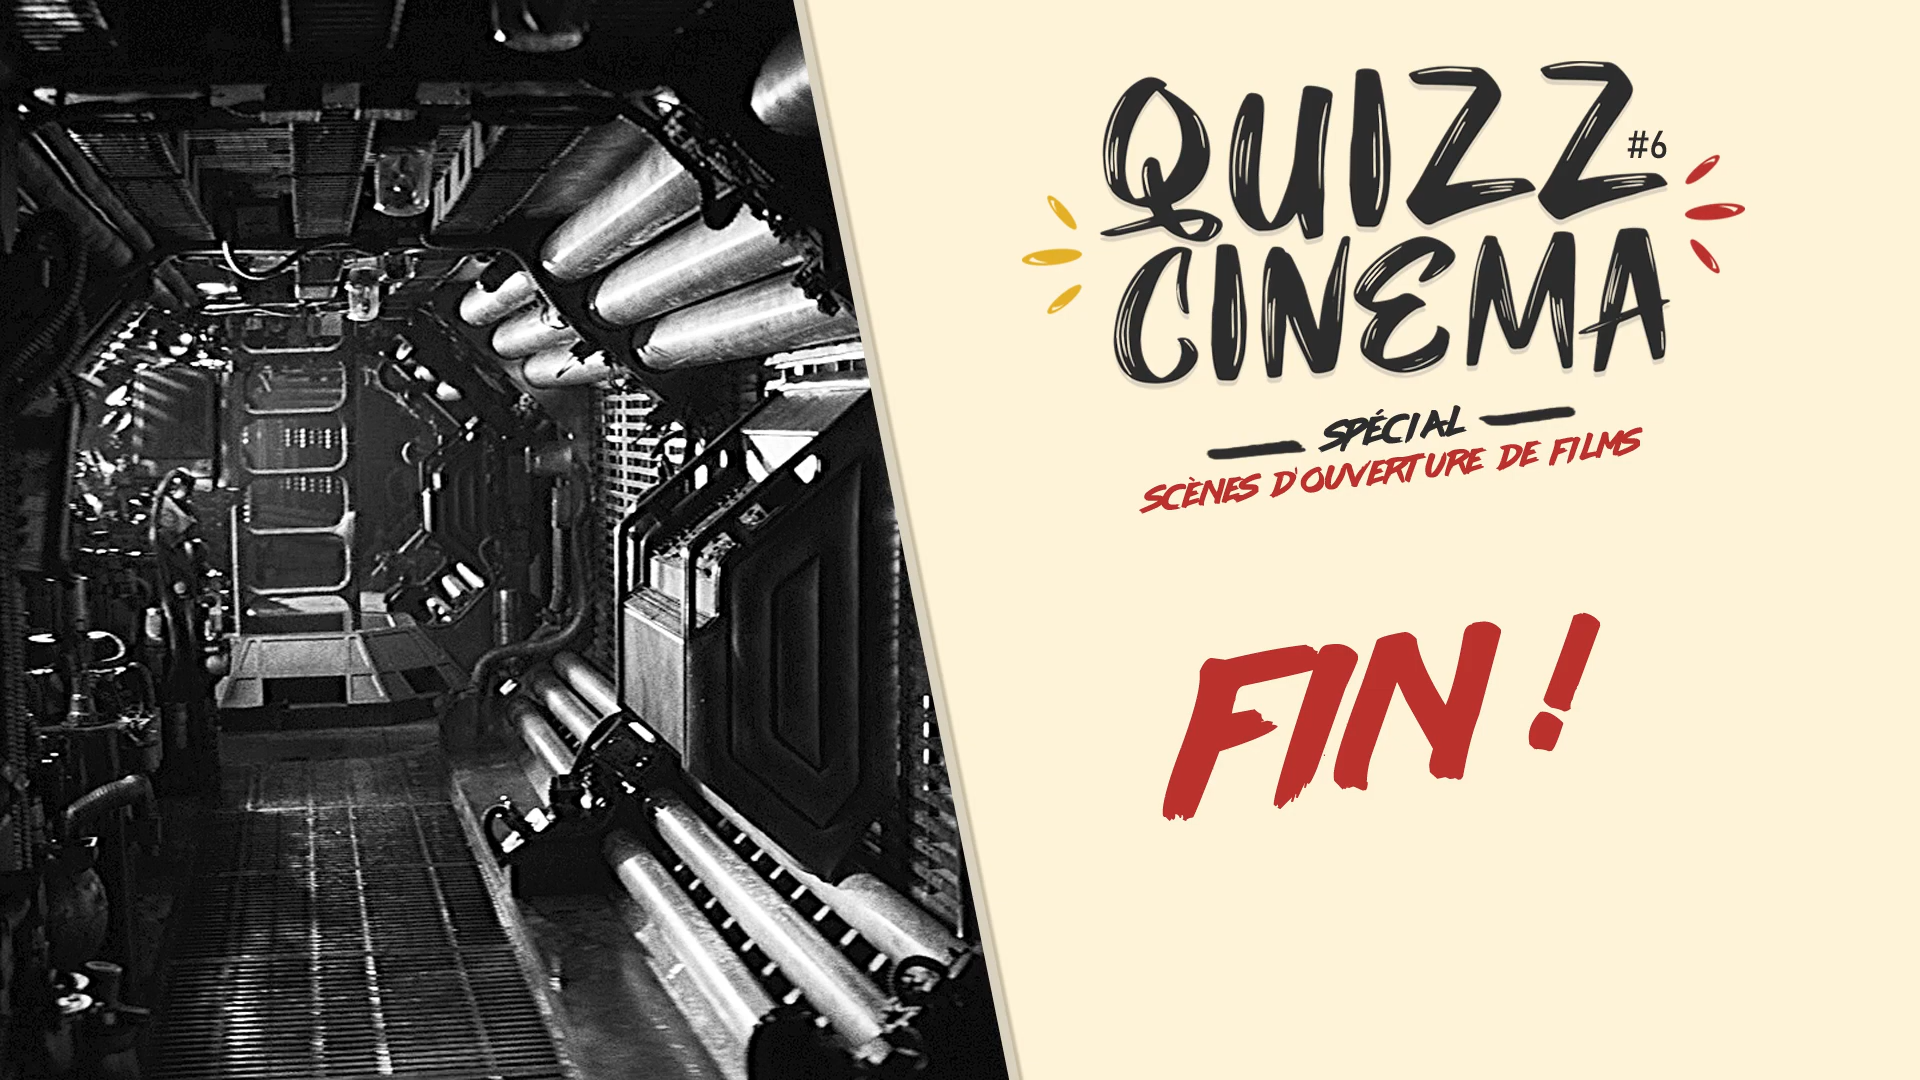 QUIZZ
#6
CINEMA
SPÉCIAL
SCÈNES D'OUVERTURE DE FILMS
FIN !